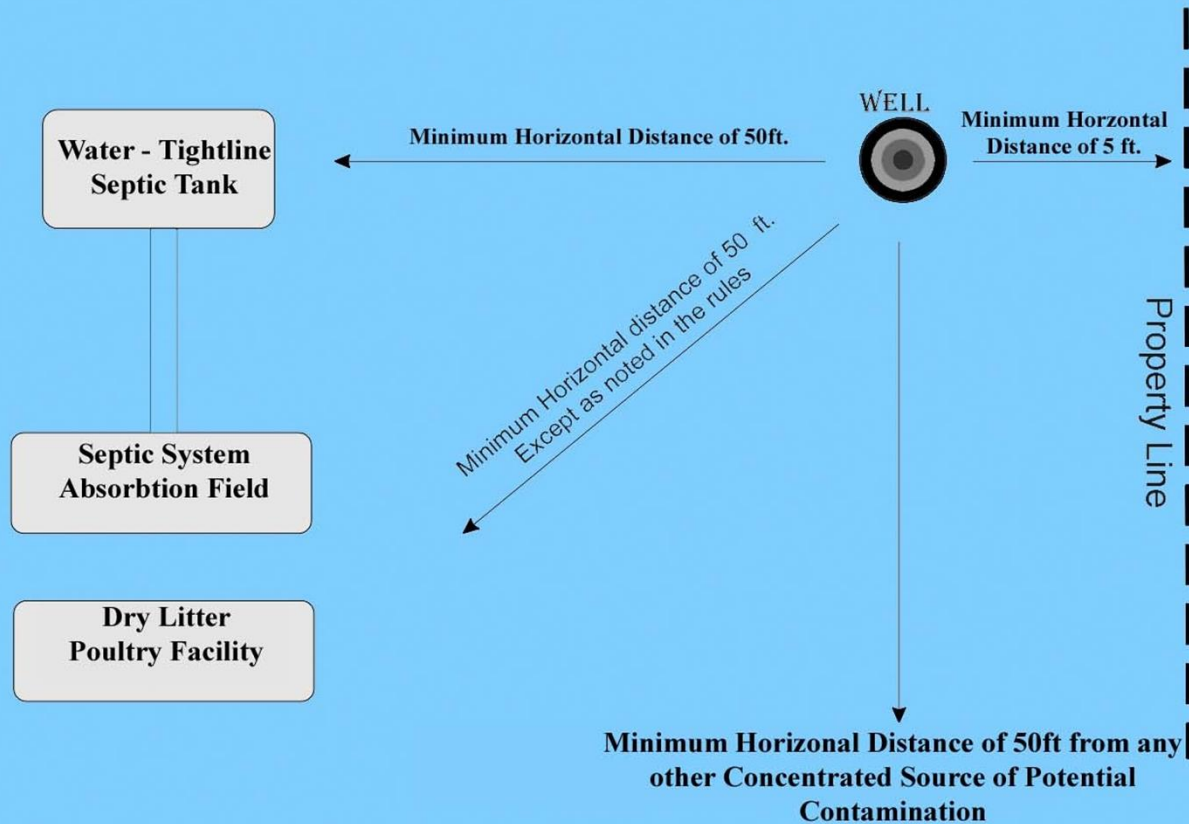 WELL
Minimum Horzontal
Distance of 5 ft.
Minimum Horizontal Distance of 50ft.
Water - Tightline
Septic Tank
Minimum Horizontal distance of 50 ft.
Except as noted in the rules
Property Line
Septic System
Absorbtion Field
Dry Litter
Poultry Facility
Minimum Horizonal Distance of 50ft from any
other Concentrated Source of Potential
Contamination